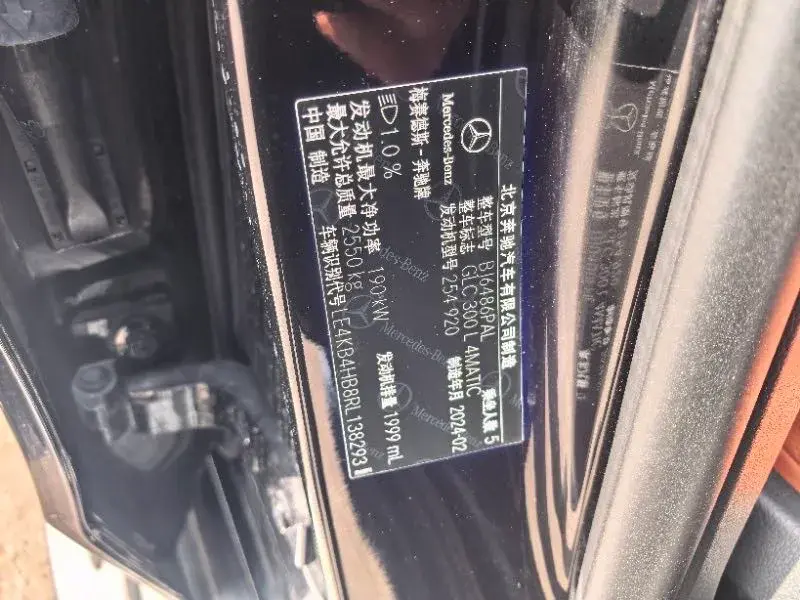 北京奔驰汽车有限公司制造
Mercedes-Benz
梅赛德斯-奔驰牌
整车型号 BJ6486PAL 乘坐人数 5
整车标志 GLC 300 L 4MATIC
发动机型号 254 920 制造年月 2024-02
1.0 %
发动机最大净功率 190 kW 发动机排量 1999 mL
最大允许总质量 2550 kg
中国 制造 车辆识别代号 LE4KB4HB8RL138293